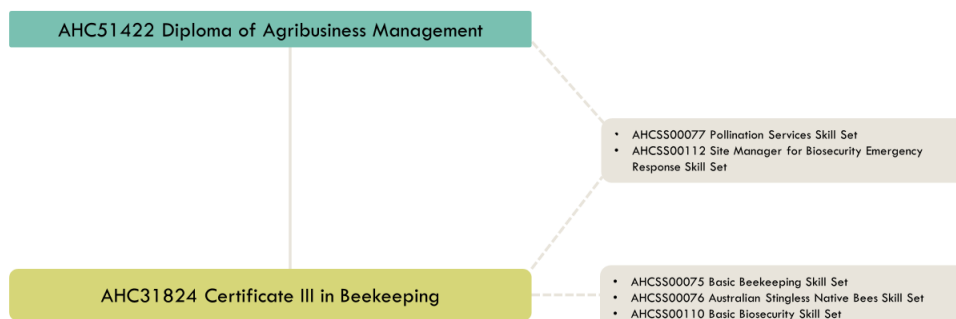 AHC51422 Diploma of Agribusiness Management
• AHCSS00077 Pollination Services Skill Set
• AHCSS00112 Site Manager for Biosecurity Emergency
Response Skill Set
AHC31824 Certificate III in Beekeeping
• AHCSS00075 Basic Beekeeping Skill Set
• AHCSS00076 Australian Stingless Native Bees Skill Set
• AHCSS00110 Basic Biosecurity Skill Set